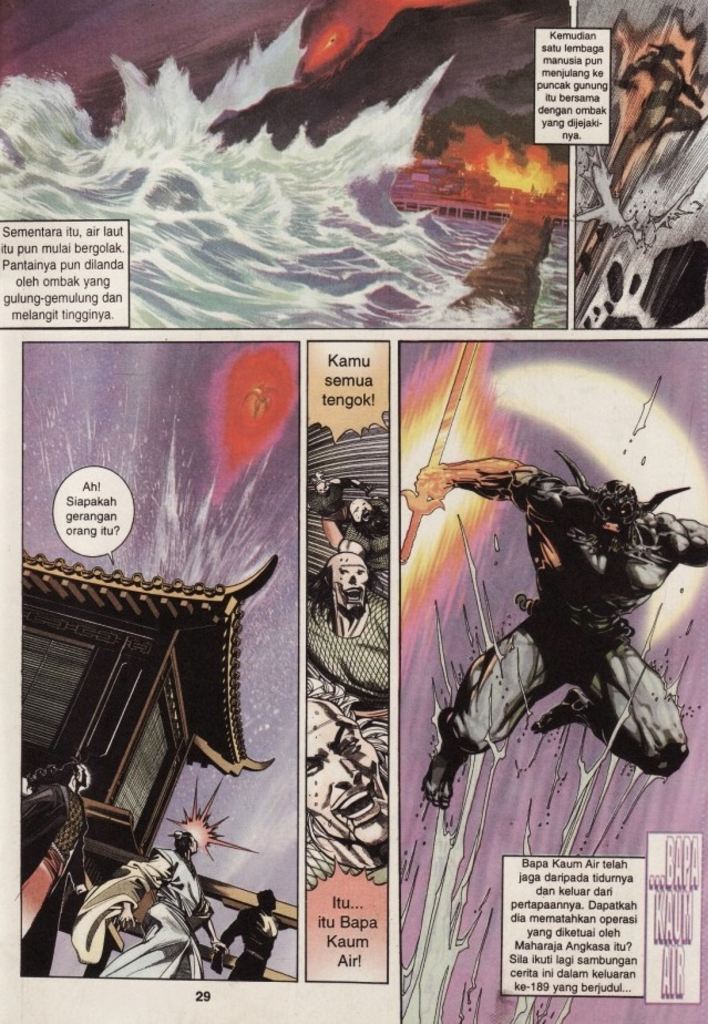 Kemudian
satu lembaga
manusia pun
menjulang ke
puncak gunung
itu bersama
dengan ombak
yang dijejaki-
nya.
Sementara itu, air laut
itu pun mulai bergolak.
Pantainya pun dilanda
oleh ombak yang
gulung-gemulung dan
melangit tingginya.
Ah!
Siapakah
gerangan
orang itu?
Kamu
semua
tengok!
Itu...
itu Bapa
Kaum
Air!
Bapa Kaum Air telah
jaga daripada tidurnya
dan keluar dari
pertapaannya. Dapatkah
dia mematahkan operasi
yang diketuai oleh
Maharaja Angkasa itu?
Sila ikuti lagi sambungan
cerita ini dalam keluaran
ke-189 yang berjudul...
...BAPA
KAUM
AIR
29